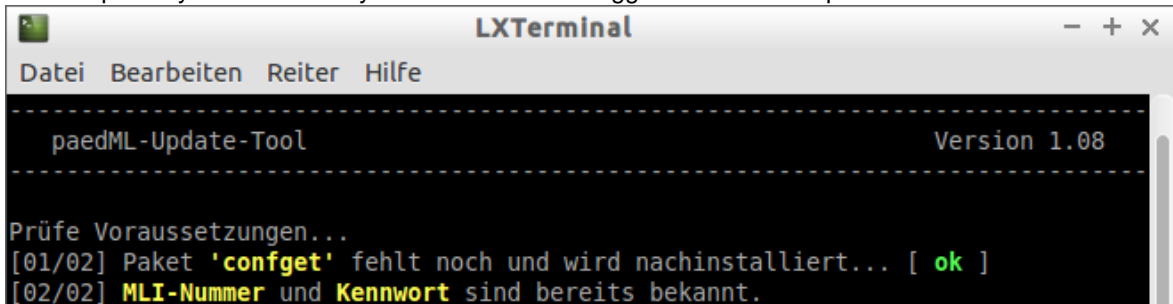 LXTerminal
Datei Bearbeiten Reiter Hilfe
paedML-Update-Tool Version 1.08
Prüfe Voraussetzungen...
[01/02] Paket 'confget' fehlt noch und wird nachinstalliert... [ ok ]
[02/02] MLI-Nummer und Kennwort sind bereits bekannt.